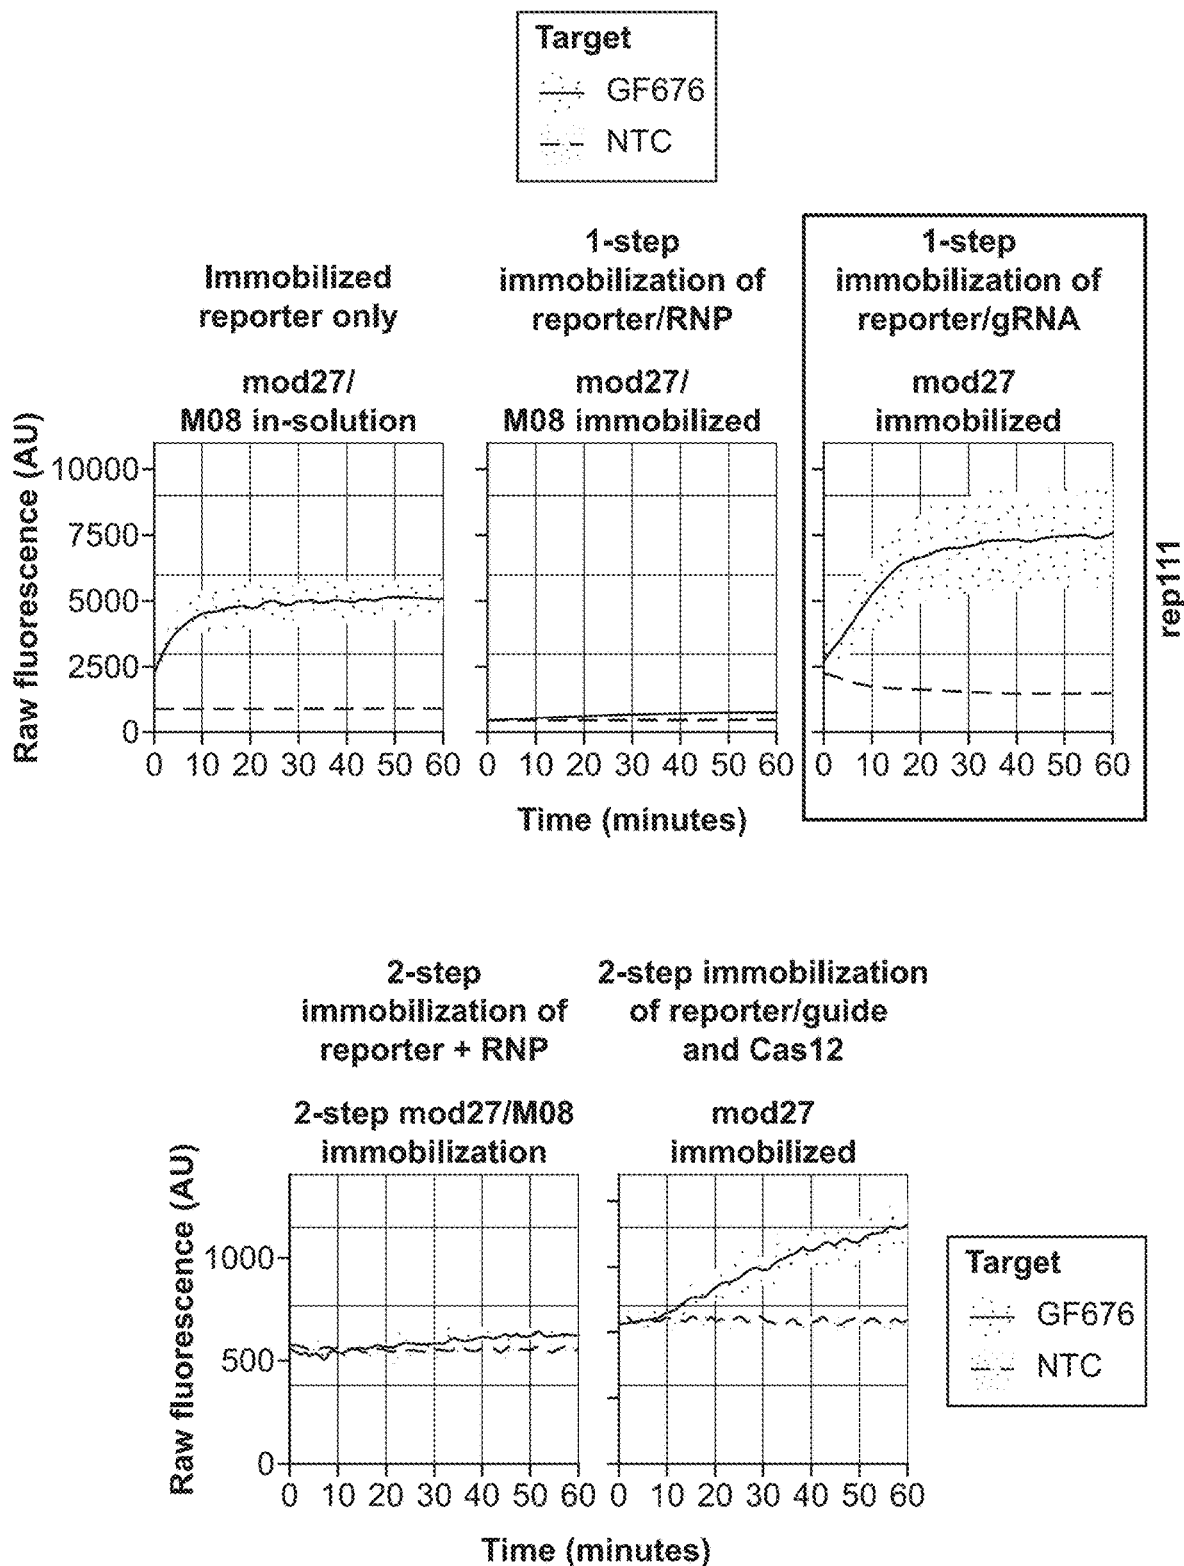 Target
GF676
NTC
Immobilized
reporter only
mod27/
M08 in-solution
1-step
immobilization of
reporter/RNP
mod27/
M08 immobilized
1-step
immobilization of
reporter/gRNA
mod27
immobilized
Raw fluorescence (AU)
10000
7500
5000
2500
0
0 10 20 30 40 50 60
0 10 20 30 40 50 60
0 10 20 30 40 50 60
Time (minutes)
rep111
2-step
immobilization of
reporter + RNP
2-step mod27/M08
immobilization
2-step immobilization
of reporter/guide
and Cas12
mod27
immobilized
Raw fluorescence (AU)
1000
500
0
0 10 20 30 40 50 60
0 10 20 30 40 50 60
Time (minutes)
Target
GF676
NTC